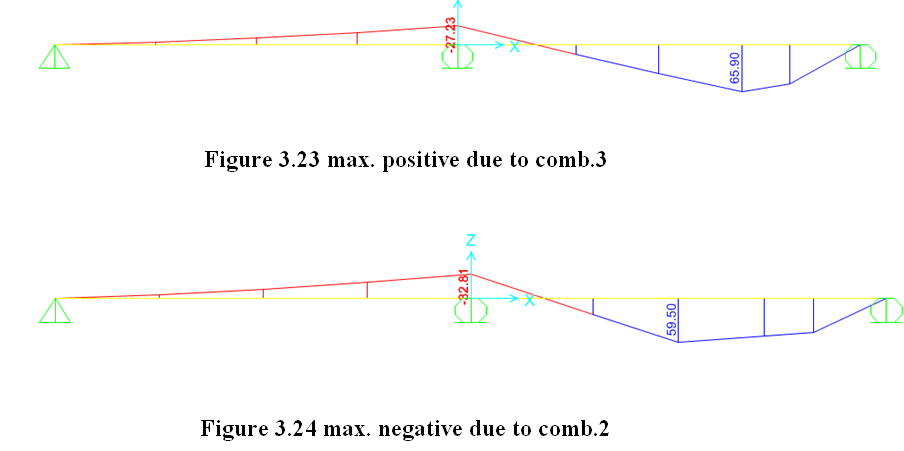 -27.23
X
65.90
Figure 3.23 max. positive due to comb.3
Z
-32.81
X
59.50
Figure 3.24 max. negative due to comb.2